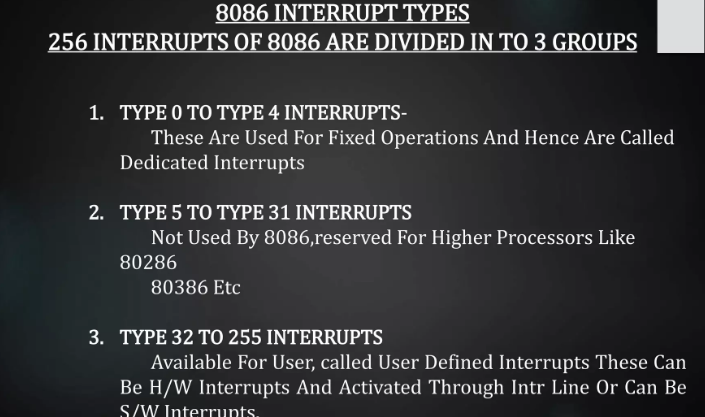 8086 INTERRUPT TYPES
256 INTERRUPTS OF 8086 ARE DIVIDED IN TO 3 GROUPS
1. TYPE 0 TO TYPE 4 INTERRUPTS-
These Are Used For Fixed Operations And Hence Are Called
Dedicated Interrupts
2. TYPE 5 TO TYPE 31 INTERRUPTS
Not Used By 8086,reserved For Higher Processors Like
80286
80386 Etc
3. TYPE 32 TO 255 INTERRUPTS
Available For User, called User Defined Interrupts These Can
Be H/W Interrupts And Activated Through Intr Line Or Can Be
S/W Interrupts.